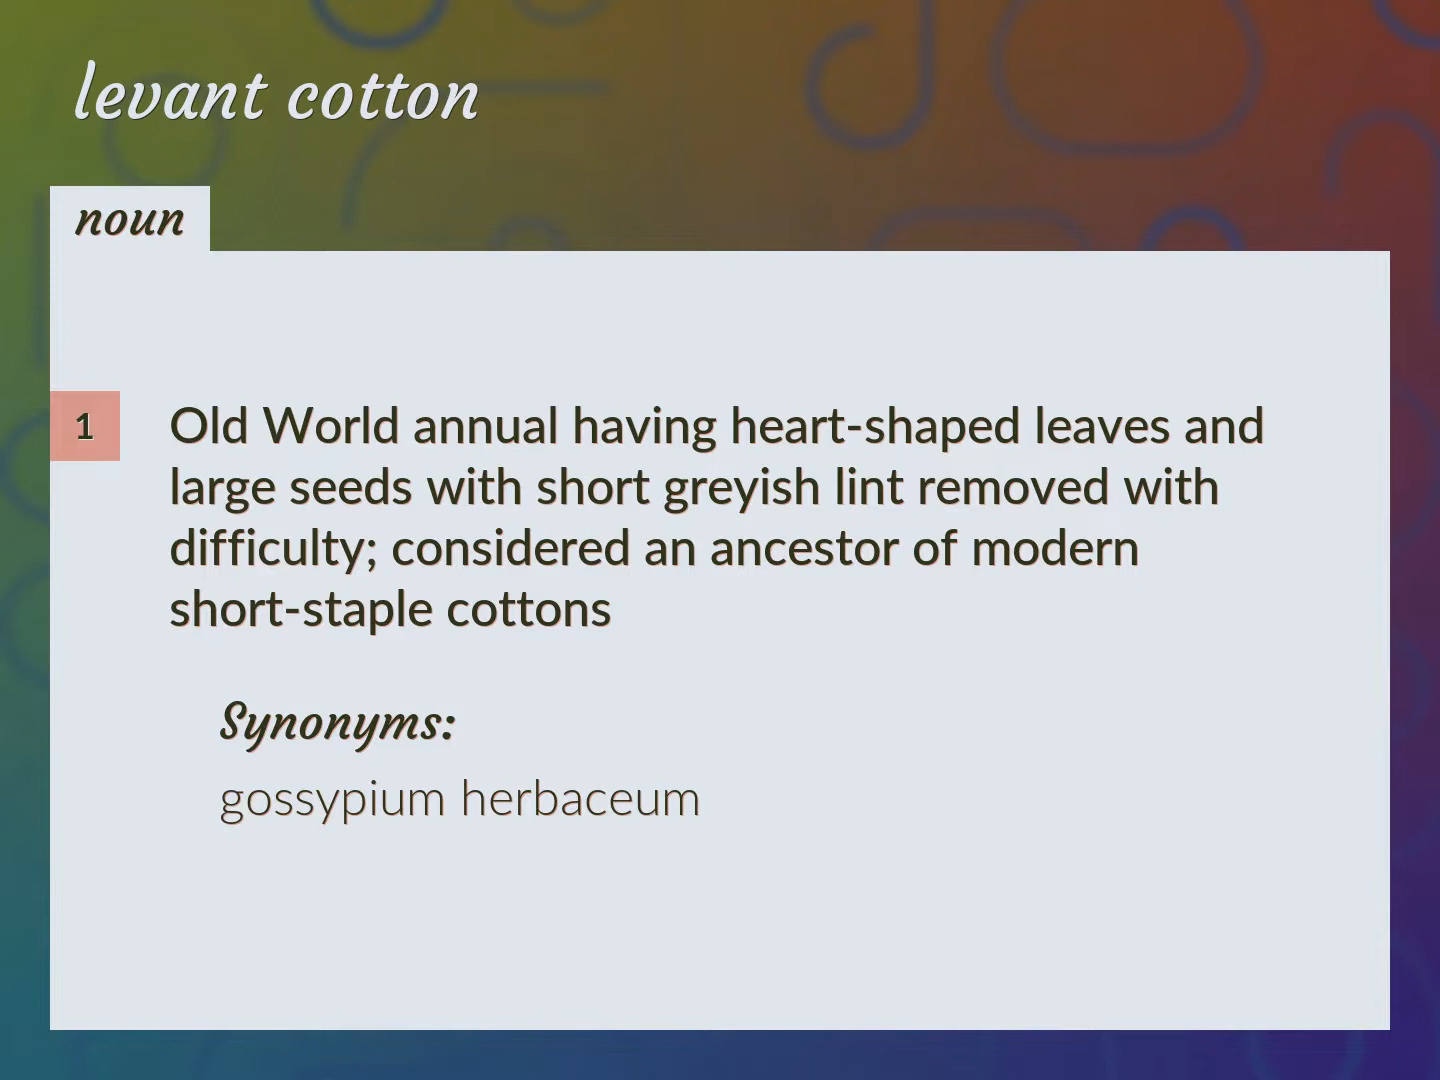 levant cotton
noun
1
Old World annual having heart-shaped leaves and
large seeds with short greyish lint removed with
difficulty; considered an ancestor of modern
short-staple cottons
Synonyms:
gossypium herbaceum